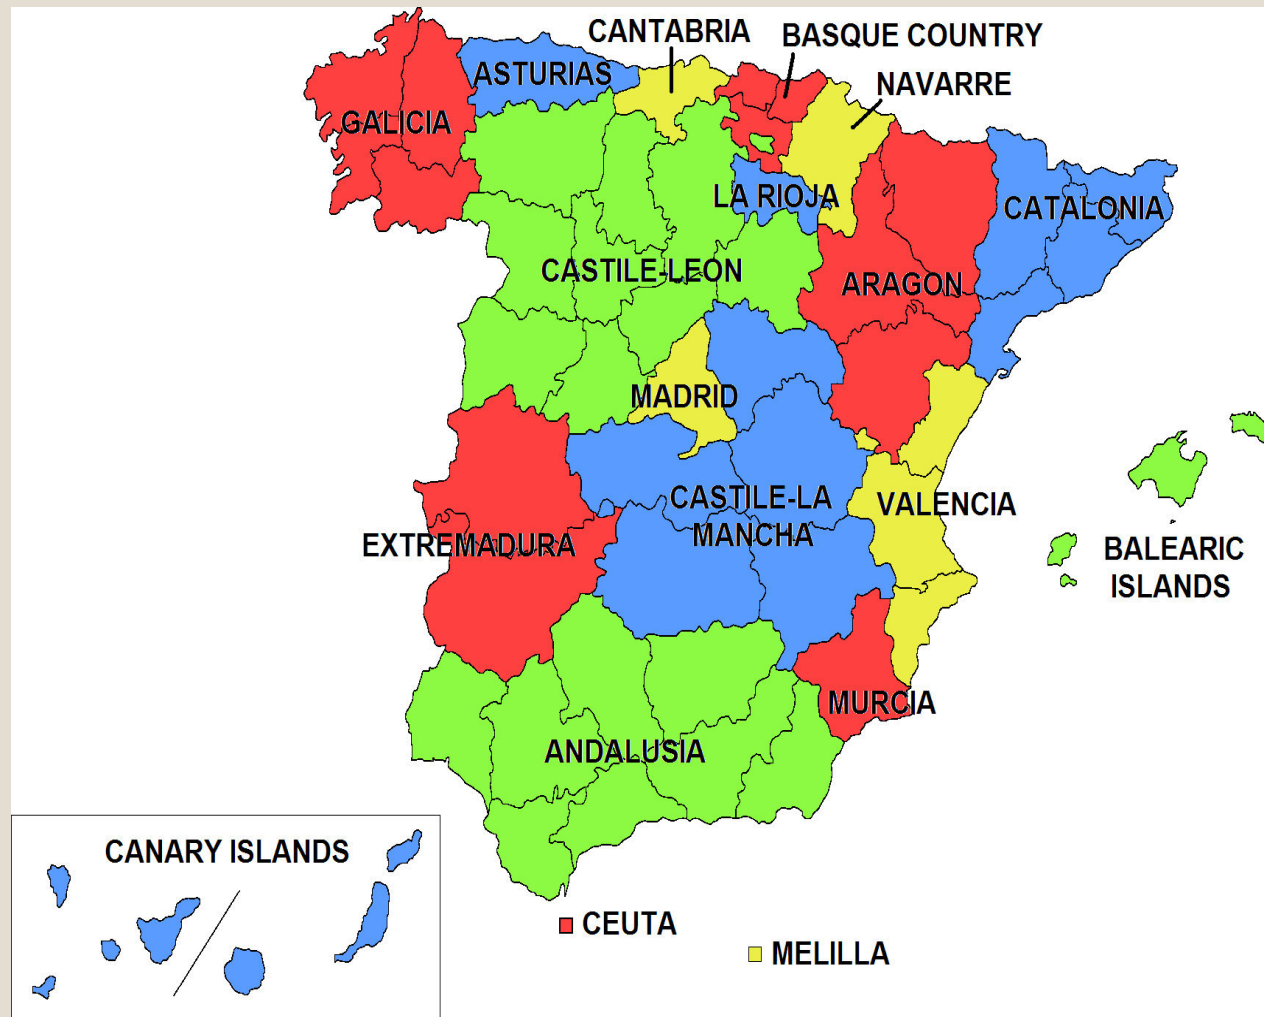 CANTABRIA
BASQUE COUNTRY
ASTURIAS
NAVARRE
GALICIA
LA RIOJA
CATALONIA
CASTILE-LEON
ARAGON
MADRID
CASTILE-LA
MANCHA
VALENCIA
EXTREMADURA
BALEARIC
ISLANDS
MURCIA
ANDALUSIA
CANARY ISLANDS
CEUTA
MELILLA